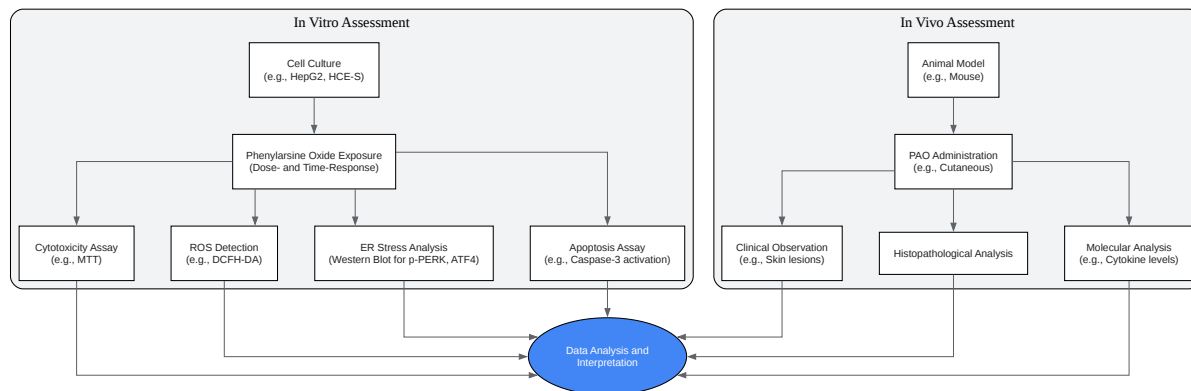 In Vitro Assessment
Cell Culture
(e.g., HepG2, HCE-S)
Phenylarsine Oxide Exposure
(Dose- and Time-Response)
Cytotoxicity Assay
(e.g., MTT)
ROS Detection
(e.g., DCFH-DA)
ER Stress Analysis
(Western Blot for p-PERK, ATF4)
Apoptosis Assay
(e.g., Caspase-3 activation)
In Vivo Assessment
Animal Model
(e.g., Mouse)
PAO Administration
(e.g., Cutaneous)
Clinical Observation
(e.g., Skin lesions)
Histopathological Analysis
Molecular Analysis
(e.g., Cytokine levels)
Data Analysis and
Interpretation